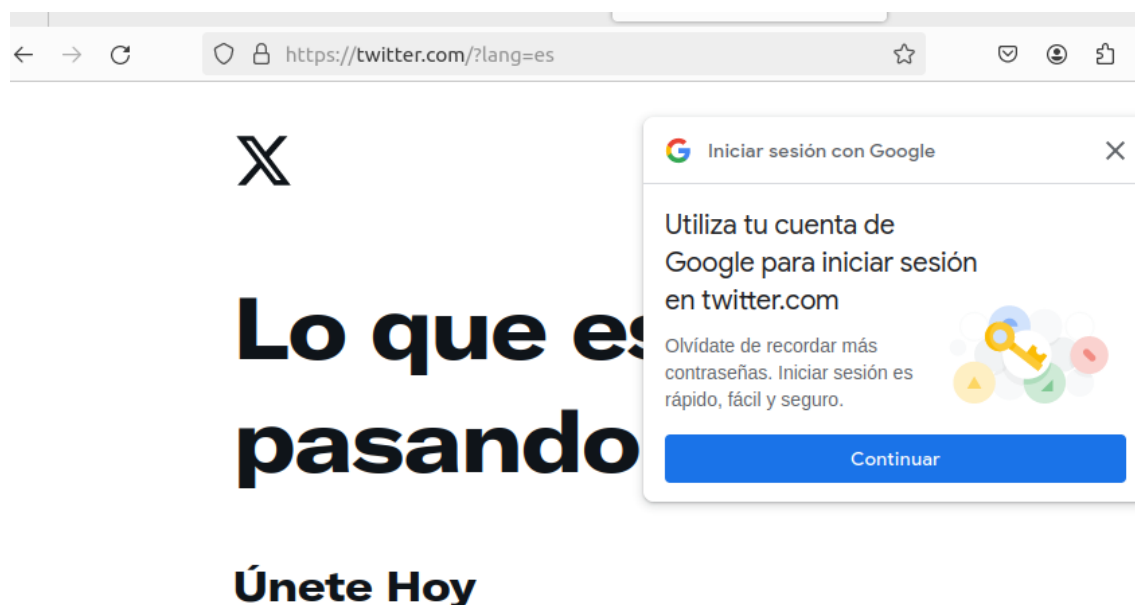 https://twitter.com/?lang=es
Iniciar sesión con Google
Utiliza tu cuenta de
Google para iniciar sesión
en twitter.com
Olvídate de recordar más
contraseñas. Iniciar sesión es
rápido, fácil y seguro.
Continuar
Lo que es
pasando
Únete Hoy